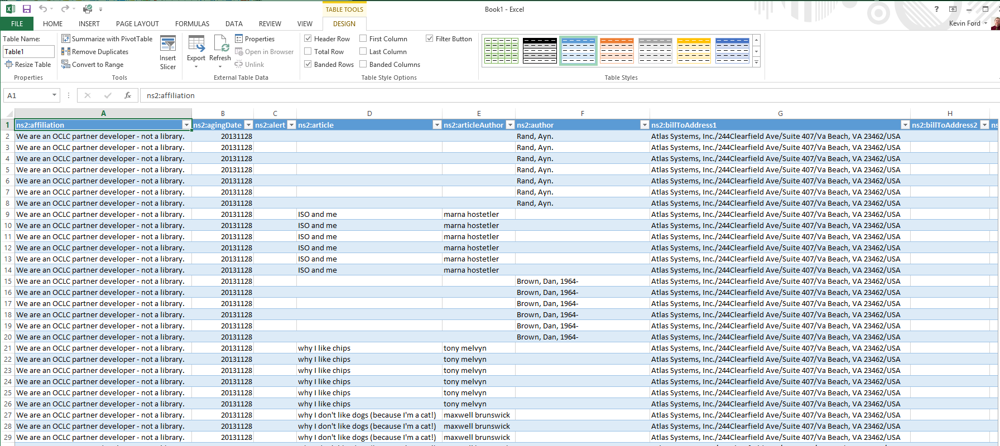 TABLE TOOLS
Book1 - Excel
?
FILE HOME INSERT PAGE LAYOUT FORMULAS DATA REVIEW VIEW DESIGN Kevin Ford
Table Name:
Table1
Resize Table
Properties
Summarize with PivotTable
Remove Duplicates
Convert to Range
Tools
Insert
Slicer
Export
Refresh
Properties
Open in Browser
Unlink
External Table Data
Header Row
Total Row
Banded Rows
First Column
Last Column
Banded Columns
Filter Button
Table Style Options
Table Styles
A1 fx ns2:affiliation
A B C D E F G H
1 ns2:affiliation ns2:agingDate ns2:alert ns2:article ns2:articleAuthor ns2:author ns2:billToAddress1 ns2:billToAddress2 ns
2 We are an OCLC partner developer - not a library. 20131128 Rand, Ayn. Atlas Systems, Inc./244Clearfield Ave/Suite 407/Va Beach, VA 23462/USA
3 We are an OCLC partner developer - not a library. 20131128 Rand, Ayn. Atlas Systems, Inc./244Clearfield Ave/Suite 407/Va Beach, VA 23462/USA
4 We are an OCLC partner developer - not a library. 20131128 Rand, Ayn. Atlas Systems, Inc./244Clearfield Ave/Suite 407/Va Beach, VA 23462/USA
5 We are an OCLC partner developer - not a library. 20131128 Rand, Ayn. Atlas Systems, Inc./244Clearfield Ave/Suite 407/Va Beach, VA 23462/USA
6 We are an OCLC partner developer - not a library. 20131128 Rand, Ayn. Atlas Systems, Inc./244Clearfield Ave/Suite 407/Va Beach, VA 23462/USA
7 We are an OCLC partner developer - not a library. 20131128 Rand, Ayn. Atlas Systems, Inc./244Clearfield Ave/Suite 407/Va Beach, VA 23462/USA
8 We are an OCLC partner developer - not a library. 20131128 Rand, Ayn. Atlas Systems, Inc./244Clearfield Ave/Suite 407/Va Beach, VA 23462/USA
9 We are an OCLC partner developer - not a library. 20131128 ISO and me marna hostetler Atlas Systems, Inc./244Clearfield Ave/Suite 407/Va Beach, VA 23462/USA
10 We are an OCLC partner developer - not a library. 20131128 ISO and me marna hostetler Atlas Systems, Inc./244Clearfield Ave/Suite 407/Va Beach, VA 23462/USA
11 We are an OCLC partner developer - not a library. 20131128 ISO and me marna hostetler Atlas Systems, Inc./244Clearfield Ave/Suite 407/Va Beach, VA 23462/USA
12 We are an OCLC partner developer - not a library. 20131128 ISO and me marna hostetler Atlas Systems, Inc./244Clearfield Ave/Suite 407/Va Beach, VA 23462/USA
13 We are an OCLC partner developer - not a library. 20131128 ISO and me marna hostetler Atlas Systems, Inc./244Clearfield Ave/Suite 407/Va Beach, VA 23462/USA
14 We are an OCLC partner developer - not a library. 20131128 ISO and me marna hostetler Atlas Systems, Inc./244Clearfield Ave/Suite 407/Va Beach, VA 23462/USA
15 We are an OCLC partner developer - not a library. 20131128 Brown, Dan, 1964- Atlas Systems, Inc./244Clearfield Ave/Suite 407/Va Beach, VA 23462/USA
16 We are an OCLC partner developer - not a library. 20131128 Brown, Dan, 1964- Atlas Systems, Inc./244Clearfield Ave/Suite 407/Va Beach, VA 23462/USA
17 We are an OCLC partner developer - not a library. 20131128 Brown, Dan, 1964- Atlas Systems, Inc./244Clearfield Ave/Suite 407/Va Beach, VA 23462/USA
18 We are an OCLC partner developer - not a library. 20131128 Brown, Dan, 1964- Atlas Systems, Inc./244Clearfield Ave/Suite 407/Va Beach, VA 23462/USA
19 We are an OCLC partner developer - not a library. 20131128 Brown, Dan, 1964- Atlas Systems, Inc./244Clearfield Ave/Suite 407/Va Beach, VA 23462/USA
20 We are an OCLC partner developer - not a library. 20131128 Brown, Dan, 1964- Atlas Systems, Inc./244Clearfield Ave/Suite 407/Va Beach, VA 23462/USA
21 We are an OCLC partner developer - not a library. 20131128 why I like chips tony melvyn Atlas Systems, Inc./244Clearfield Ave/Suite 407/Va Beach, VA 23462/USA
22 We are an OCLC partner developer - not a library. 20131128 why I like chips tony melvyn Atlas Systems, Inc./244Clearfield Ave/Suite 407/Va Beach, VA 23462/USA
23 We are an OCLC partner developer - not a library. 20131128 why I like chips tony melvyn Atlas Systems, Inc./244Clearfield Ave/Suite 407/Va Beach, VA 23462/USA
24 We are an OCLC partner developer - not a library. 20131128 why I like chips tony melvyn Atlas Systems, Inc./244Clearfield Ave/Suite 407/Va Beach, VA 23462/USA
25 We are an OCLC partner developer - not a library. 20131128 why I like chips tony melvyn Atlas Systems, Inc./244Clearfield Ave/Suite 407/Va Beach, VA 23462/USA
26 We are an OCLC partner developer - not a library. 20131128 why I like chips tony melvyn Atlas Systems, Inc./244Clearfield Ave/Suite 407/Va Beach, VA 23462/USA
27 We are an OCLC partner developer - not a library. 20131128 why I don't like dogs (because I'm a cat!) maxwell brunswick Atlas Systems, Inc./244Clearfield Ave/Suite 407/Va Beach, VA 23462/USA
28 We are an OCLC partner developer - not a library. 20131128 why I don't like dogs (because I'm a cat!) maxwell brunswick Atlas Systems, Inc./244Clearfield Ave/Suite 407/Va Beach, VA 23462/USA
29 We are an OCLC partner developer - not a library. 20131128 why I don't like dogs (because I'm a cat!) maxwell brunswick Atlas Systems, Inc./244Clearfield Ave/Suite 407/Va Beach, VA 23462/USA